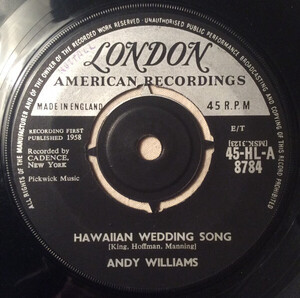 ALL RIGHTS OF THE MANUFACTURER AND OF THE OWNER OF THE RECORDED WORK RESERVED UNAUTHORISED PUBLIC PERFORMANCE BROADCASTING AND COPYING OF THIS RECORD PROHIBITED
LONDON
AMERICAN RECORDINGS
MADE IN ENGLAND
45 R.P.M
RECORDING FIRST
PUBLISHED 1958
E/T
Recorded by
CADENCE,
NEW YORK
45-HL-A
8784
Pickwick Music
HAWAIIAN WEDDING SONG
[King, Hoffman, Manning]
ANDY WILLIAMS